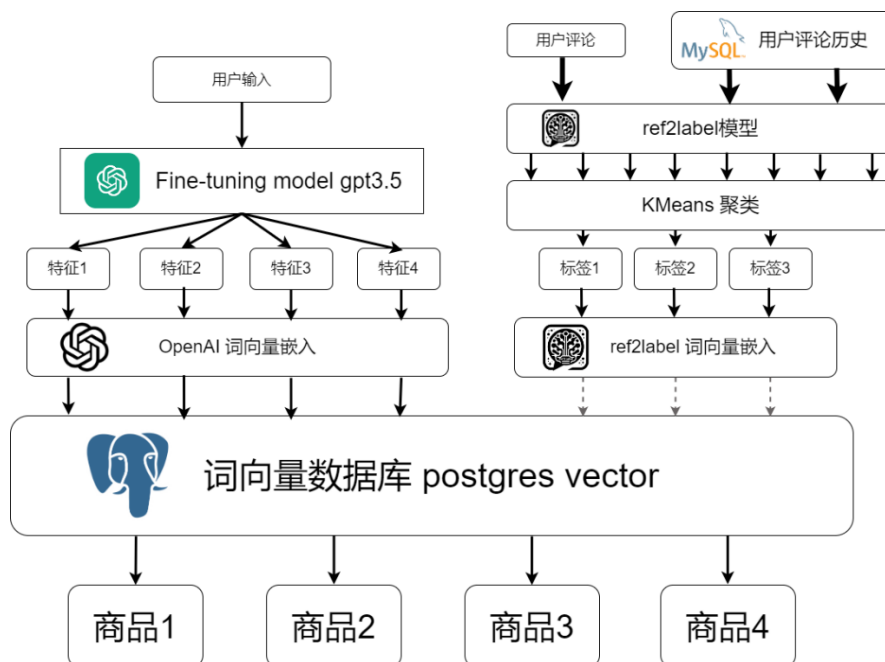 用户输入
Fine-tuning model gpt3.5
特征1
特征2
特征3
特征4
OpenAI 词向量嵌入
用户评论
MySQL 用户评论历史
ref2label模型
KMeans 聚类
标签1
标签2
标签3
ref2label 词向量嵌入
词向量数据库 postgres vector
商品1
商品2
商品3
商品4